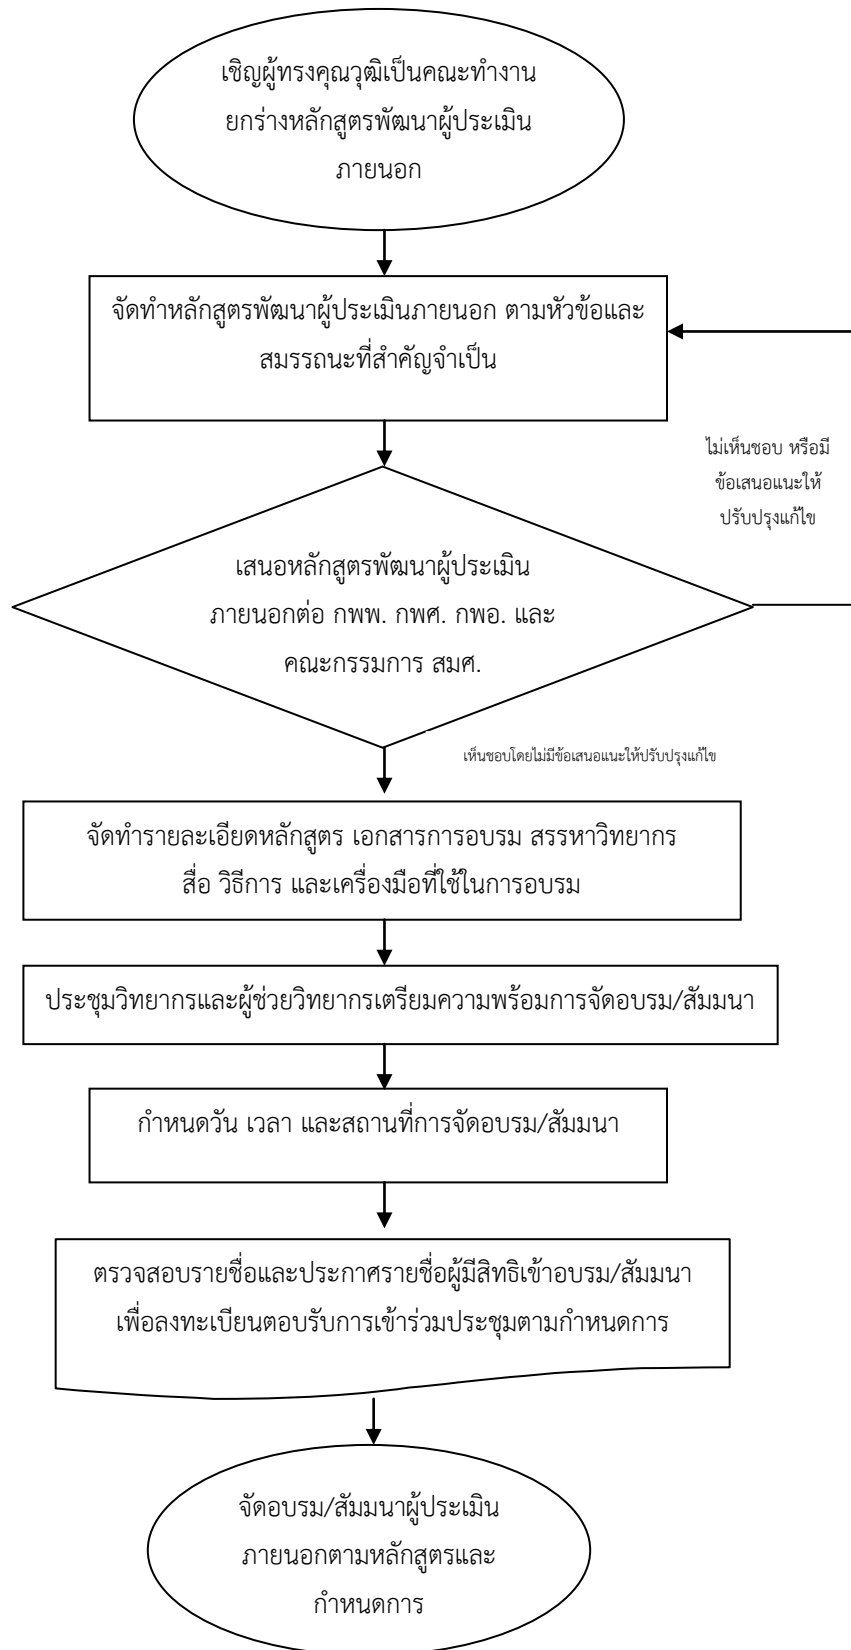 เชิญผู้ทรงคุณวุฒิเป็นคณะทำงาน
ยกร่างหลักสูตรพัฒนาผู้ประเมิน
ภายนอก
จัดทำหลักสูตรพัฒนาผู้ประเมินภายนอก ตามหัวข้อและ
สมรรถนะที่สำคัญจำเป็น
ไม่เห็นชอบ หรือมี
ข้อเสนอแนะให้
ปรับปรุงแก้ไข
เสนอหลักสูตรพัฒนาผู้ประเมิน
ภายนอกต่อ กพพ. กพศ. กพอ. และ
คณะกรรมการ สมศ.
เห็นชอบโดยไม่มีข้อเสนอแนะให้ปรับปรุงแก้ไข
จัดทำรายละเอียดหลักสูตร เอกสารการอบรม สรรหาวิทยากร
สื่อ วิธีการ และเครื่องมือที่ใช้ในการอบรม
ประชุมวิทยากรและผู้ช่วยวิทยากรเตรียมความพร้อมการจัดอบรม/สัมมนา
กำหนดวัน เวลา และสถานที่การจัดอบรม/สัมมนา
ตรวจสอบรายชื่อและประกาศรายชื่อผู้มีสิทธิเข้าอบรม/สัมมนา
เพื่อลงทะเบียนตอบรับการเข้าร่วมประชุมตามกำหนดการ
จัดอบรม/สัมมนาผู้ประเมิน
ภายนอกตามหลักสูตรและ
กำหนดการ